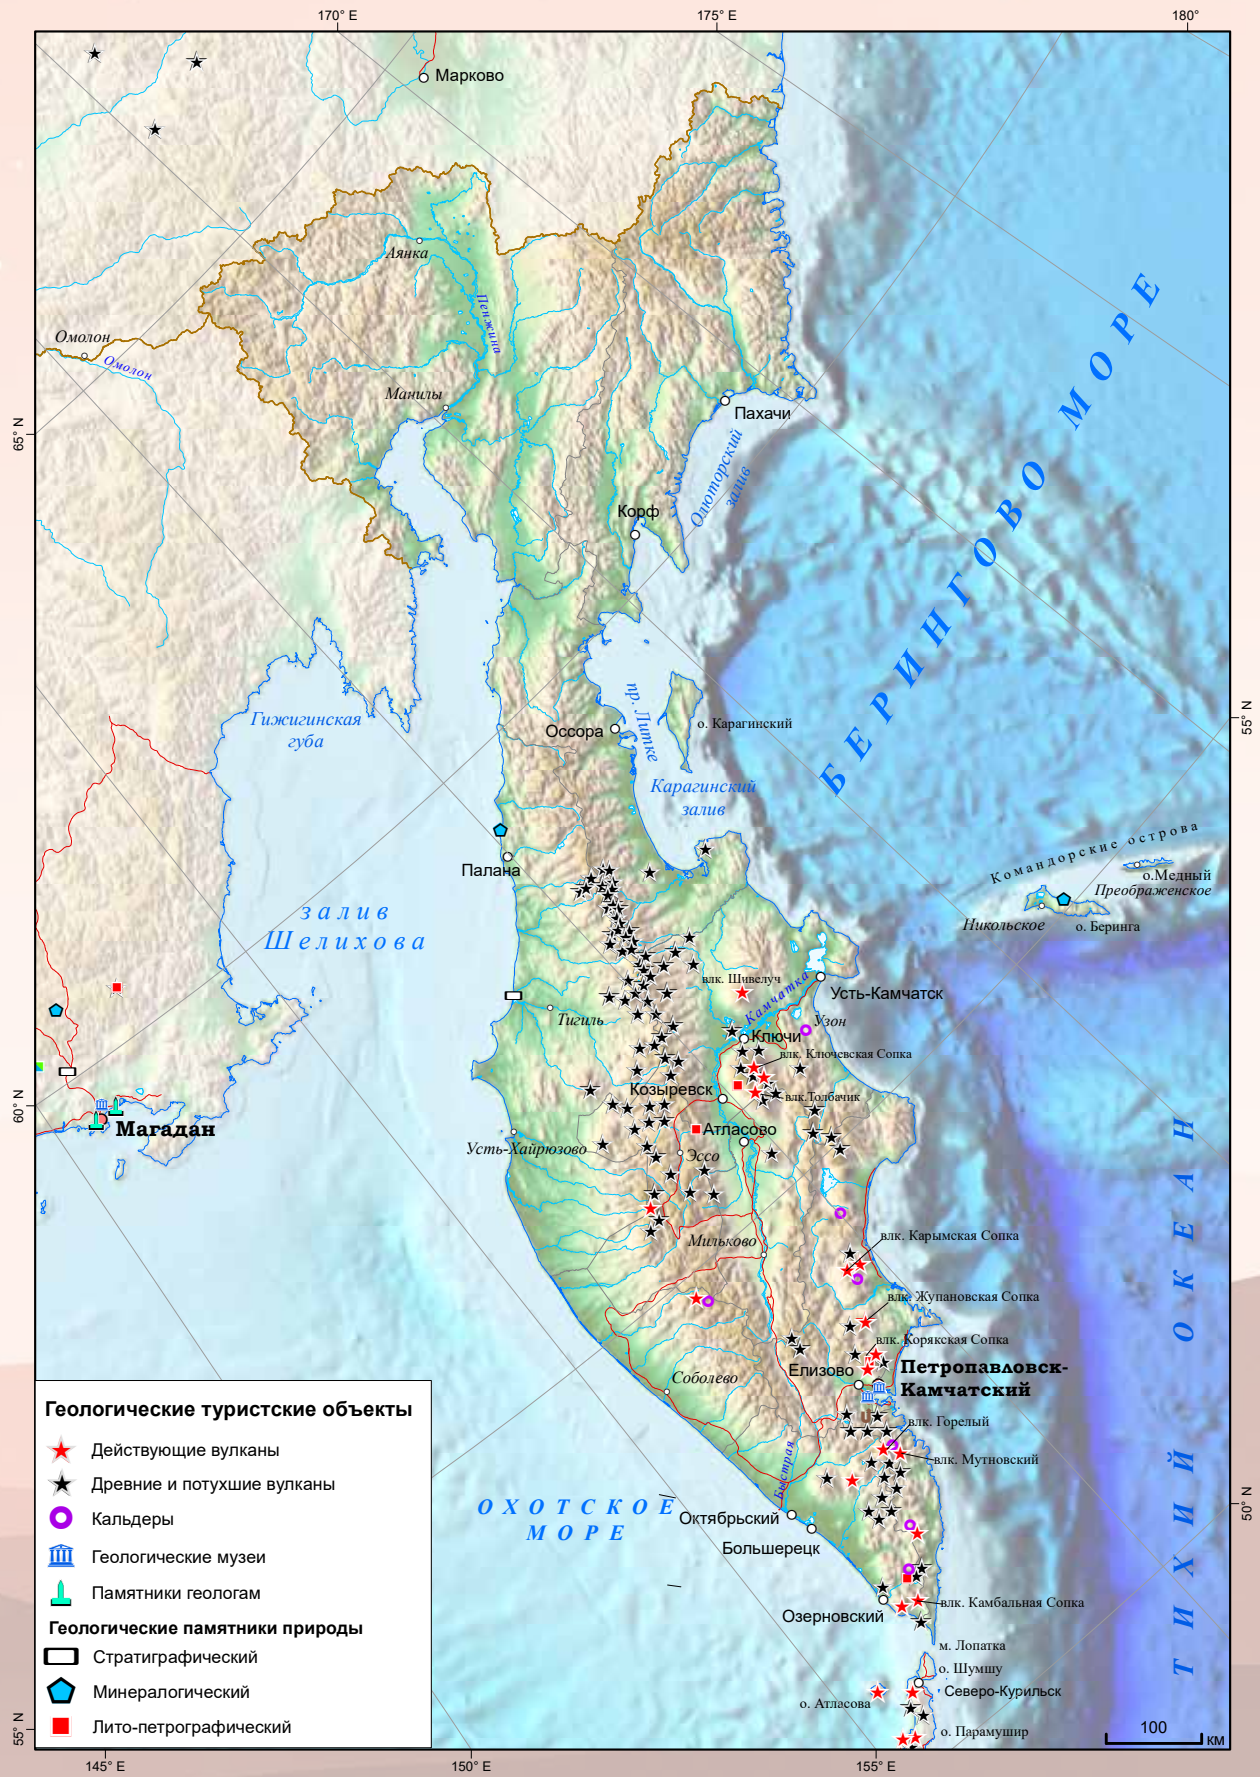 170° E
175° E
180°
Марково
Аянка
Пенжина
Омолон
Омолон
Манилы
65° N
Пахачи
Олюторский
залив
Корф
БЕРИНГОВО МОРЕ
Гижигинская
губа
Оссора
пр. Литке
о. Карагинский
55° N
Карагинский
залив
Палана
Командорские острова
о.Медный
Преображенское
Никольское
о. Беринга
залив
Шелихова
влк. Шивелуч
Камчатка
Усть-Камчатск
Тигиль
Узон
Ключи
влк. Ключевская Сопка
Козыревск
влк.Толбачик
60° N
Магадан
Атласово
Усть-Хайрюзово
Эссо
Мильково
влк. Карымская Сопка
влк. Жупановская Сопка
влк. Корякская Сопка
Елизово
Петропавловск-
Камчатский
Соболево
влк. Горелый
влк. Мутновский
Быстрая
ОХОТСКОЕ
МОРЕ
Октябрьский
Большерецк
50° N
ТИХИЙ ОКЕАН
влк. Камбальная Сопка
Озерновский
м. Лопатка
о. Шумшу
Северо-Курильск
о. Атласова
о. Парамушир
100
км
Геологические туристские объекты
Действующие вулканы
Древние и потухшие вулканы
Кальдеры
Геологические музеи
Памятники геологам
Геологические памятники природы
Стратиграфический
Минералогический
Лито-петрографический
55° N
145° E
150° E
155° E